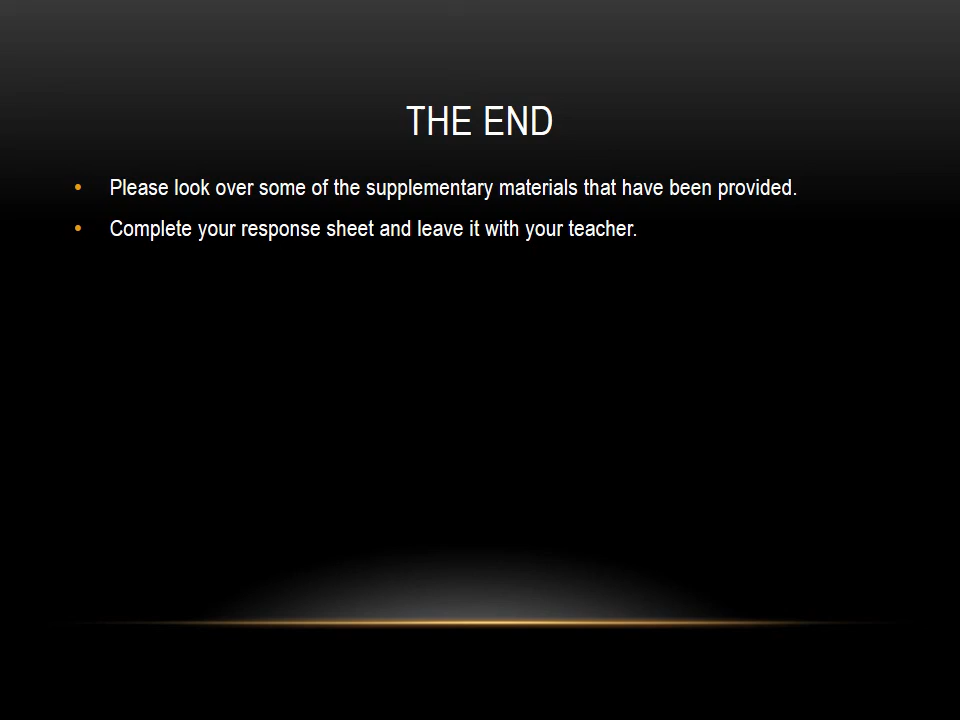 THE END
• Please look over some of the supplementary materials that have been provided.
• Complete your response sheet and leave it with your teacher.